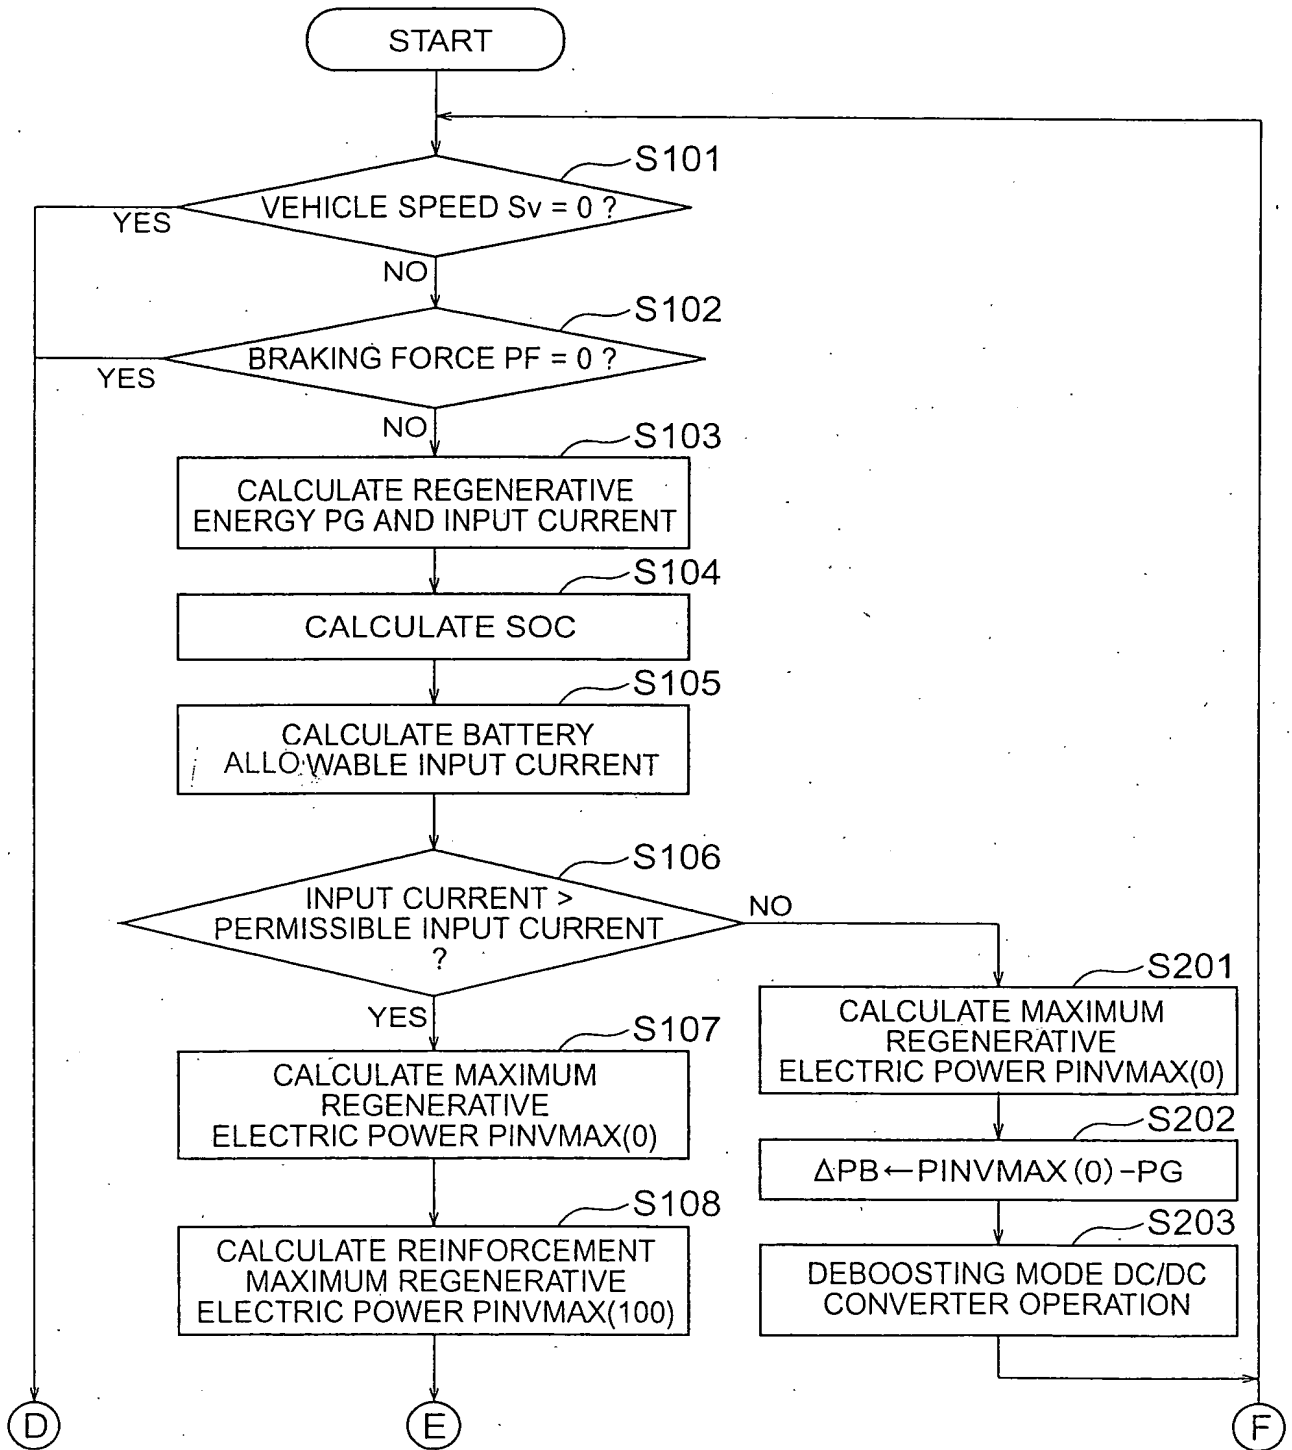 START
S101
VEHICLE SPEED Sv = 0 ?
YES
NO
S102
BRAKING FORCE PF = 0 ?
YES
NO
S103
CALCULATE REGENERATIVE
ENERGY PG AND INPUT CURRENT
S104
CALCULATE SOC
S105
CALCULATE BATTERY
ALLOWABLE INPUT CURRENT
S106
INPUT CURRENT >
PERMISSIBLE INPUT CURRENT
?
NO
YES
S107
CALCULATE MAXIMUM
REGENERATIVE
ELECTRIC POWER PINVMAX(0)
S108
CALCULATE REINFORCEMENT
MAXIMUM REGENERATIVE
ELECTRIC POWER PINVMAX(100)
S201
CALCULATE MAXIMUM
REGENERATIVE
ELECTRIC POWER PINVMAX(0)
S202
ΔPB←PINVMAX(0)-PG
S203
DEBOOSTING MODE DC/DC
CONVERTER OPERATION
D
E
F